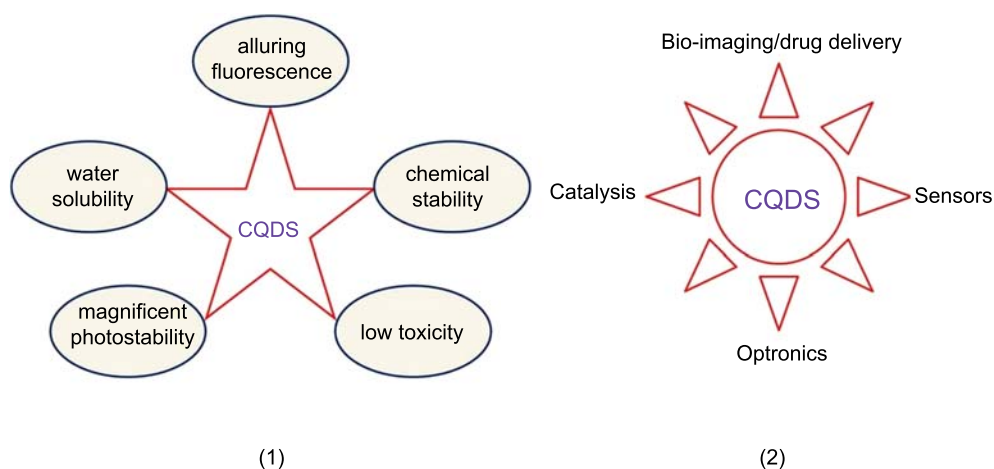 alluring
fluorescence
water
solubility
chemical
stability
CQDS
magnificent
photostability
low toxicity
(1)
Bio-imaging/drug delivery
Catalysis
CQDS
Sensors
Optronics
(2)